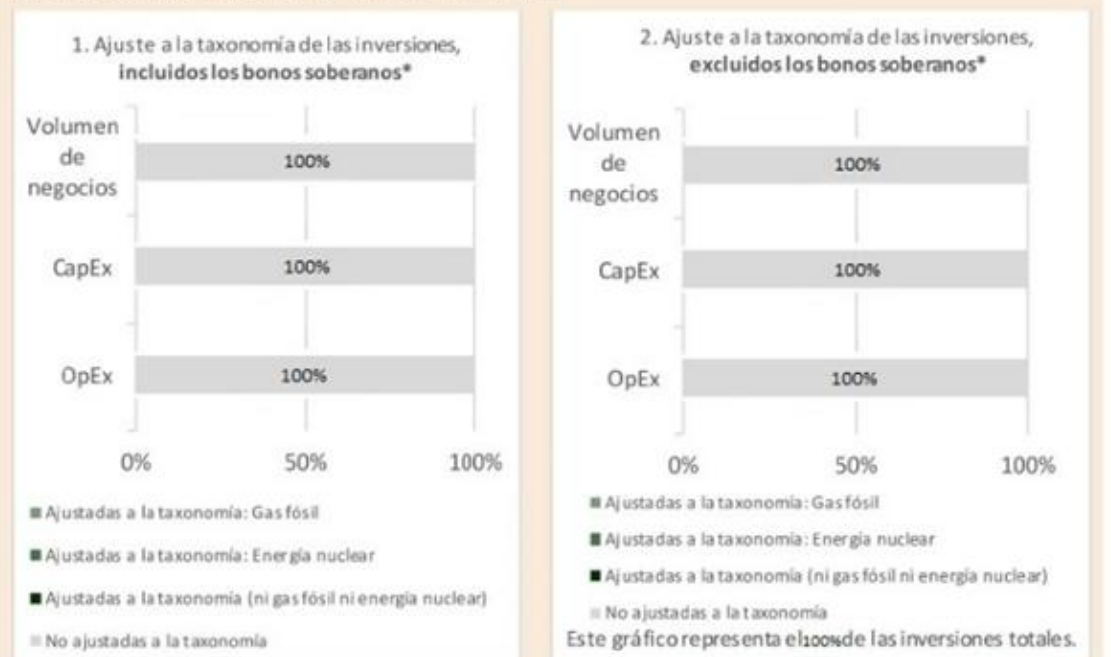 1. Ajuste a la taxonomía de las inversiones,
incluidos los bonos soberanos*
Volumen
de
negocios
100%
CapEx
100%
OpEx
100%
0%
50%
100%
Ajustadas a la taxonomía: Gas fósil
Ajustadas a la taxonomía: Energía nuclear
Ajustadas a la taxonomía (ni gas fósil ni energía nuclear)
No ajustadas a la taxonomía
2. Ajuste a la taxonomía de las inversiones,
excluidos los bonos soberanos*
Volumen
de
negocios
100%
CapEx
100%
OpEx
100%
0%
50%
100%
Ajustadas a la taxonomía: Gas fósil
Ajustadas a la taxonomía: Energía nuclear
Ajustadas a la taxonomía (ni gas fósil ni energía nuclear)
No ajustadas a la taxonomía
Este gráfico representa el 100% de las inversiones totales.